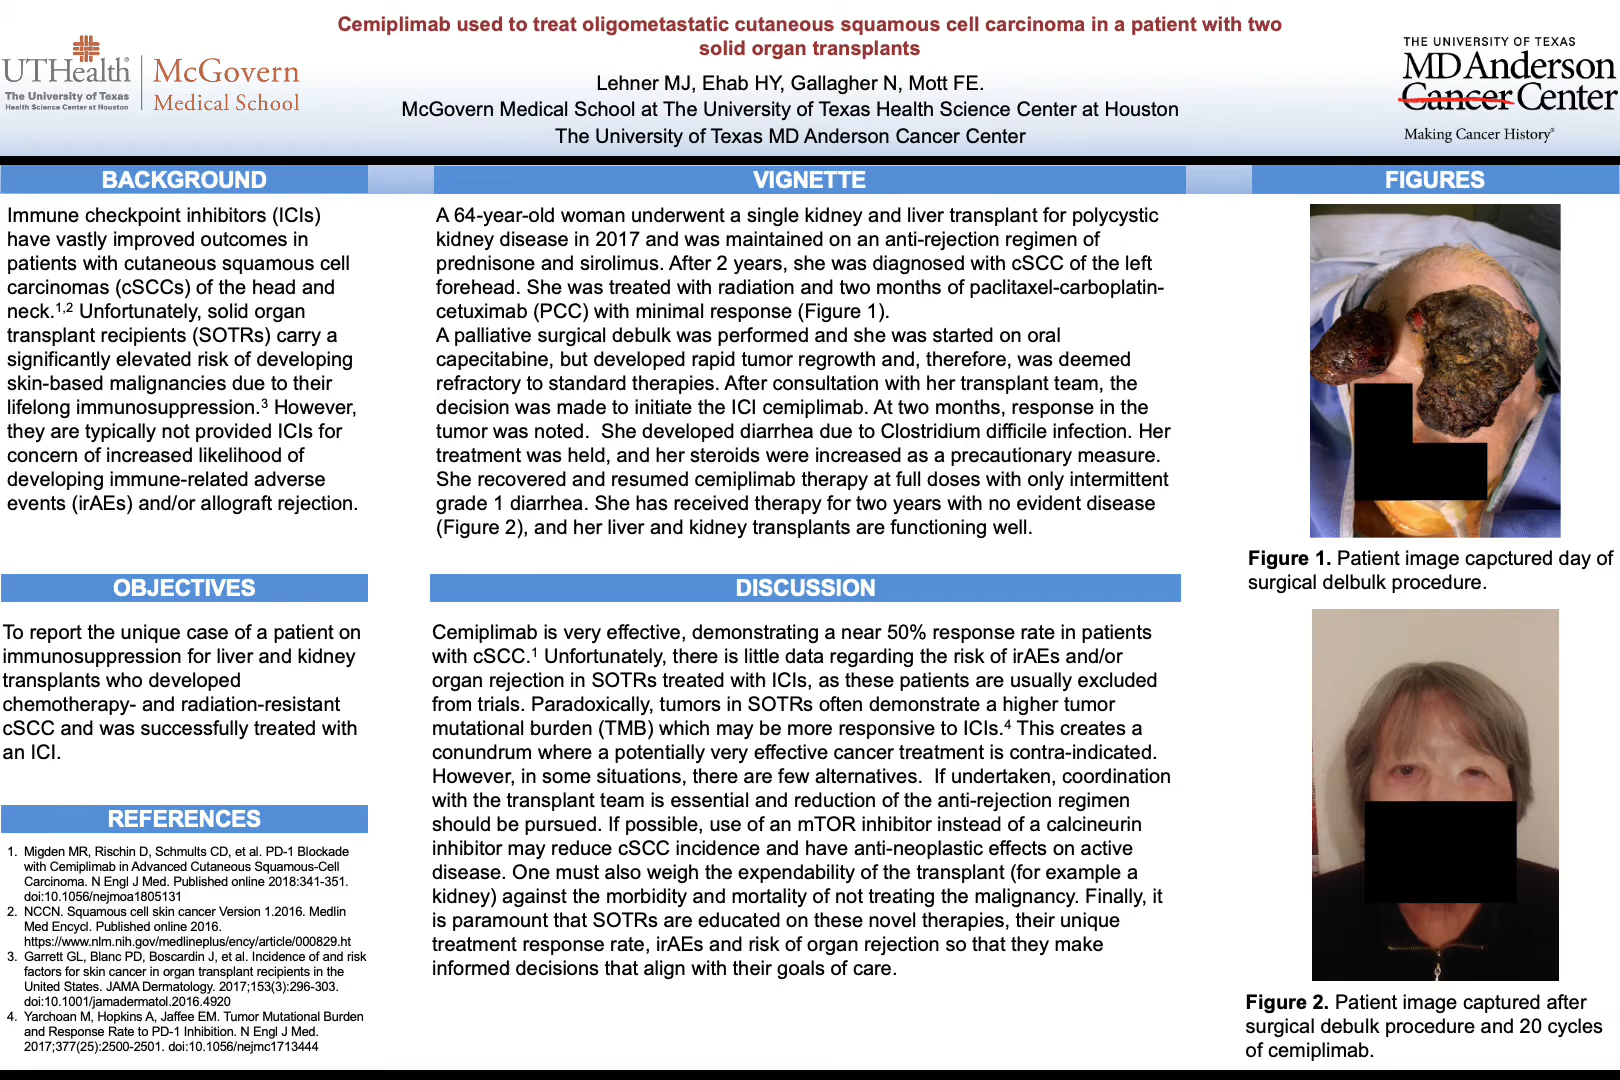 Cemiplimab used to treat oligometastatic cutaneous squamous cell carcinoma in a patient with two
solid organ transplants
Lehner MJ, Ehab HY, Gallagher N, Mott FE.
McGovern Medical School at The University of Texas Health Science Center at Houston
The University of Texas MD Anderson Cancer Center
UTHealth®
The University of Texas
Health Science Center at Houston
McGovern
Medical School
THE UNIVERSITY OF TEXAS
MD Anderson
Cancer Center
Making Cancer History®
BACKGROUND
Immune checkpoint inhibitors (ICIs)
have vastly improved outcomes in
patients with cutaneous squamous cell
carcinomas (cSCCs) of the head and
neck.1,2 Unfortunately, solid organ
transplant recipients (SOTRs) carry a
significantly elevated risk of developing
skin-based malignancies due to their
lifelong immunosuppression.3 However,
they are typically not provided ICIs for
concern of increased likelihood of
developing immune-related adverse
events (irAEs) and/or allograft rejection.
OBJECTIVES
To report the unique case of a patient on
immunosuppression for liver and kidney
transplants who developed
chemotherapy- and radiation-resistant
cSCC and was successfully treated with
an ICI.
REFERENCES
1. Migden MR, Rischin D, Schmults CD, et al. PD-1 Blockade
with Cemiplimab in Advanced Cutaneous Squamous-Cell
Carcinoma. N Engl J Med. Published online 2018:341-351.
doi:10.1056/nejmoa1805131
2. NCCN. Squamous cell skin cancer Version 1.2016. Medlin
Med Encycl. Published online 2016.
https://www.nlm.nih.gov/medlineplus/ency/article/000829.ht
3. Garrett GL, Blanc PD, Boscardin J, et al. Incidence of and risk
factors for skin cancer in organ transplant recipients in the
United States. JAMA Dermatology. 2017;153(3):296-303.
doi:10.1001/jamadermatol.2016.4920
4. Yarchoan M, Hopkins A, Jaffee EM. Tumor Mutational Burden
and Response Rate to PD-1 Inhibition. N Engl J Med.
2017;377(25):2500-2501. doi:10.1056/nejmc1713444
VIGNETTE
A 64-year-old woman underwent a single kidney and liver transplant for polycystic
kidney disease in 2017 and was maintained on an anti-rejection regimen of
prednisone and sirolimus. After 2 years, she was diagnosed with cSCC of the left
forehead. She was treated with radiation and two months of paclitaxel-carboplatin-
cetuximab (PCC) with minimal response (Figure 1).
A palliative surgical debulk was performed and she was started on oral
capecitabine, but developed rapid tumor regrowth and, therefore, was deemed
refractory to standard therapies. After consultation with her transplant team, the
decision was made to initiate the ICI cemiplimab. At two months, response in the
tumor was noted.  She developed diarrhea due to Clostridium difficile infection. Her
treatment was held, and her steroids were increased as a precautionary measure.
She recovered and resumed cemiplimab therapy at full doses with only intermittent
grade 1 diarrhea. She has received therapy for two years with no evident disease
(Figure 2), and her liver and kidney transplants are functioning well.
DISCUSSION
Cemiplimab is very effective, demonstrating a near 50% response rate in patients
with cSCC.1 Unfortunately, there is little data regarding the risk of irAEs and/or
organ rejection in SOTRs treated with ICIs, as these patients are usually excluded
from trials. Paradoxically, tumors in SOTRs often demonstrate a higher tumor
mutational burden (TMB) which may be more responsive to ICIs.4 This creates a
conundrum where a potentially very effective cancer treatment is contra-indicated.
However, in some situations, there are few alternatives.  If undertaken, coordination
with the transplant team is essential and reduction of the anti-rejection regimen
should be pursued. If possible, use of an mTOR inhibitor instead of a calcineurin
inhibitor may reduce cSCC incidence and have anti-neoplastic effects on active
disease. One must also weigh the expendability of the transplant (for example a
kidney) against the morbidity and mortality of not treating the malignancy. Finally, it
is paramount that SOTRs are educated on these novel therapies, their unique
treatment response rate, irAEs and risk of organ rejection so that they make
informed decisions that align with their goals of care.
FIGURES
Figure 1. Patient image capctured day of
surgical delbulk procedure.
Figure 2. Patient image captured after
surgical debulk procedure and 20 cycles
of cemiplimab.